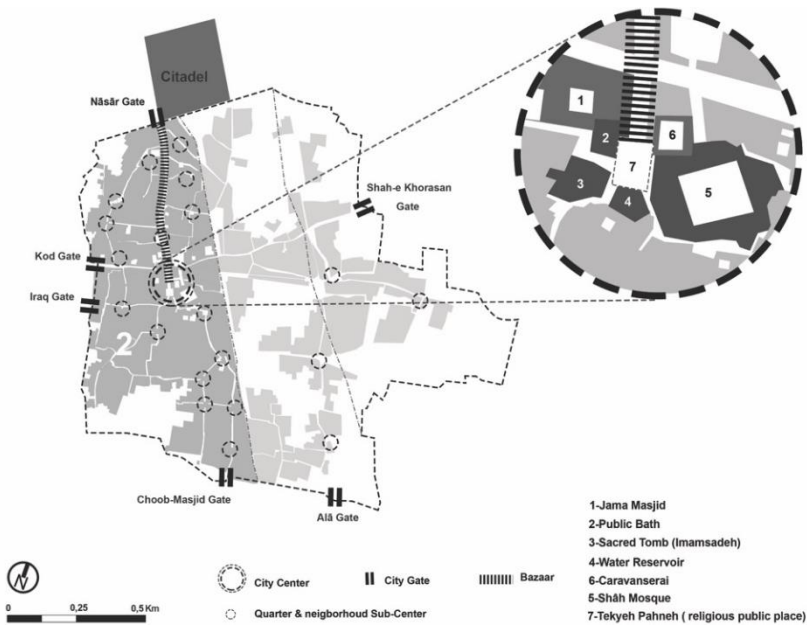 Citadel
Nāsār Gate
1
2
6
7
3
4
5
Shah-e Khorasan
Gate
Kod Gate
Iraq Gate
2
Choob-Masjid Gate
Alā Gate
1-Jama Masjid
2-Public Bath
3-Sacred Tomb (Imamsadeh)
4-Water Reservoir
6-Caravanserai
5-Shâh Mosque
7-Tekyeh Pahneh ( religious public place)
City Center
City Gate
Bazaar
Quarter & neigborhoud Sub-Center
0 0,25 0,5 Km